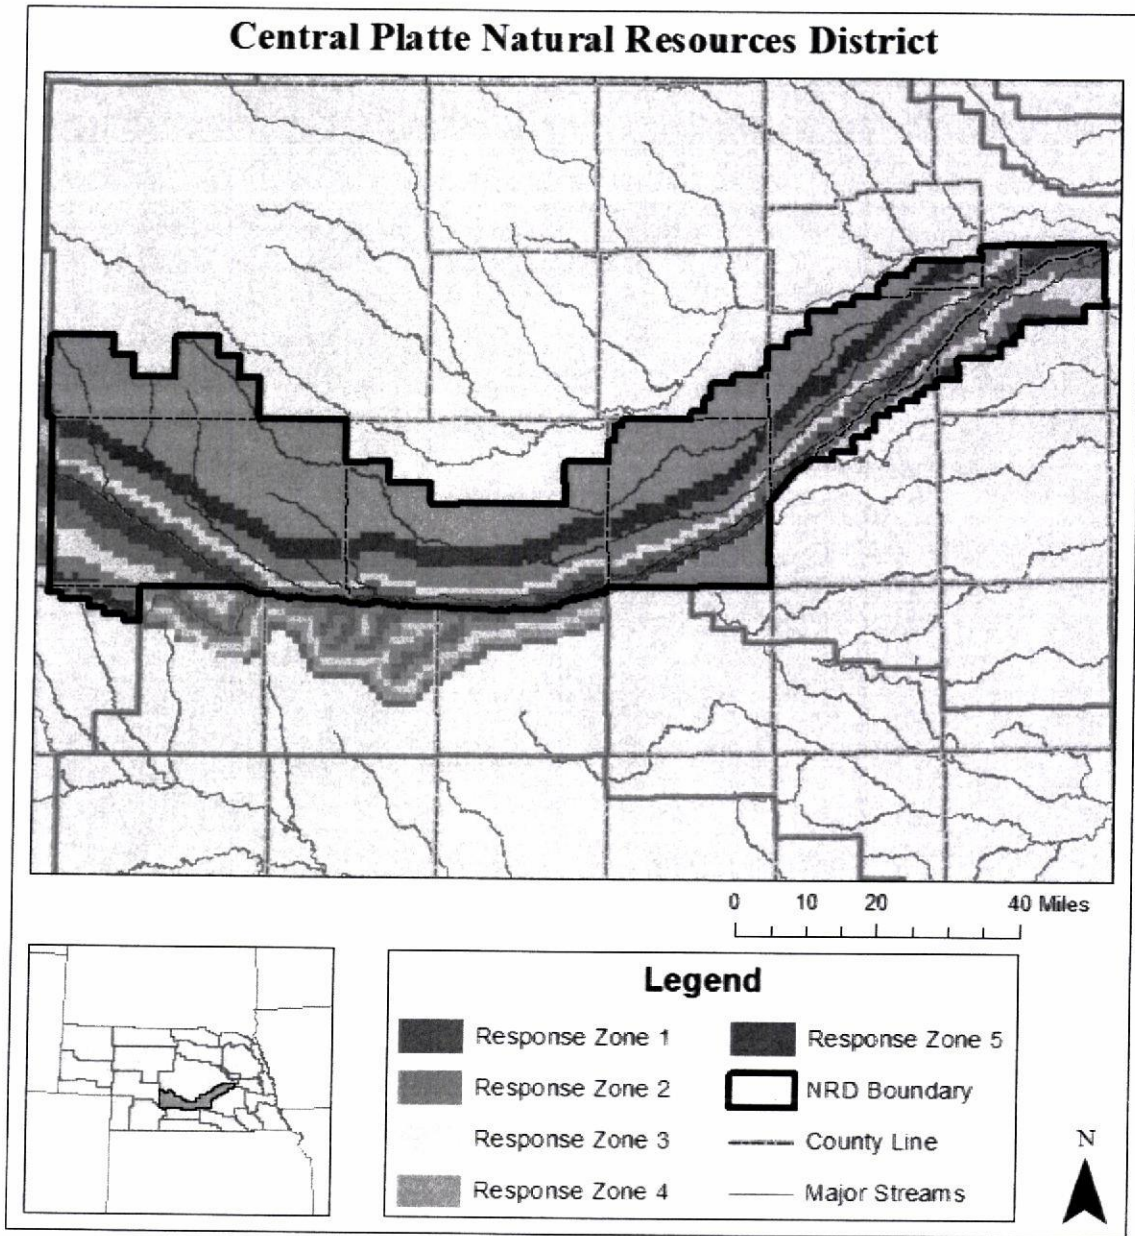 Central Platte Natural Resources District
0 10 20 40 Miles
Legend
Response Zone 1
Response Zone 2
Response Zone 3
Response Zone 4
Response Zone 5
NRD Boundary
County Line
Major Streams
N